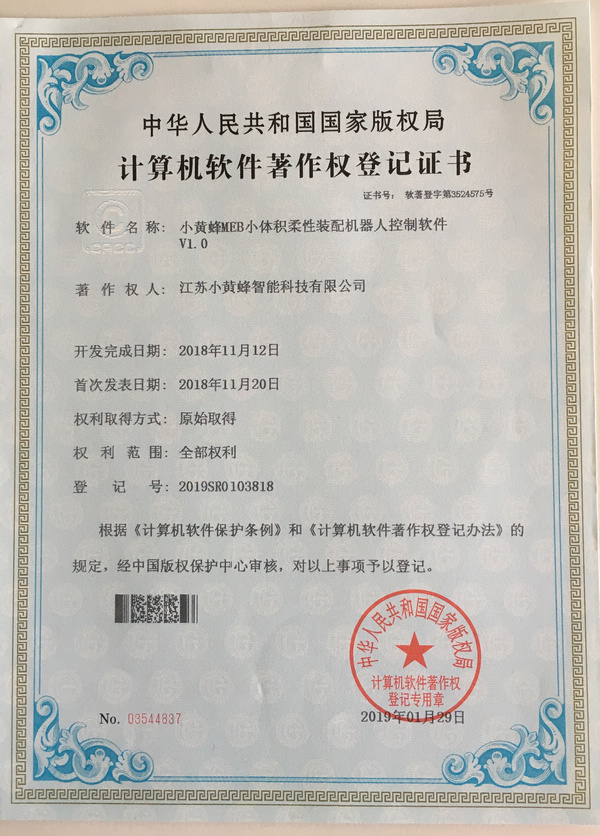 中华人民共和国国家版权局
计算机软件著作权登记证书
证书号： 软著登字第3524575号
软件名称： 小黄蜂MEB小体积柔性装配机器人控制软件
V1.0
著作权人： 江苏小黄蜂智能科技有限公司
开发完成日期： 2018年11月12日
首次发表日期： 2018年11月20日
权利取得方式： 原始取得
权利范围： 全部权利
登记号： 2019SR0103818
根据《计算机软件保护条例》和《计算机软件著作权登记办法》的
规定，经中国版权保护中心审核，对以上事项予以登记。
中华人民共和国国家版权局
计算机软件著作权
登记专用章
No. 03544837
2019年01月29日